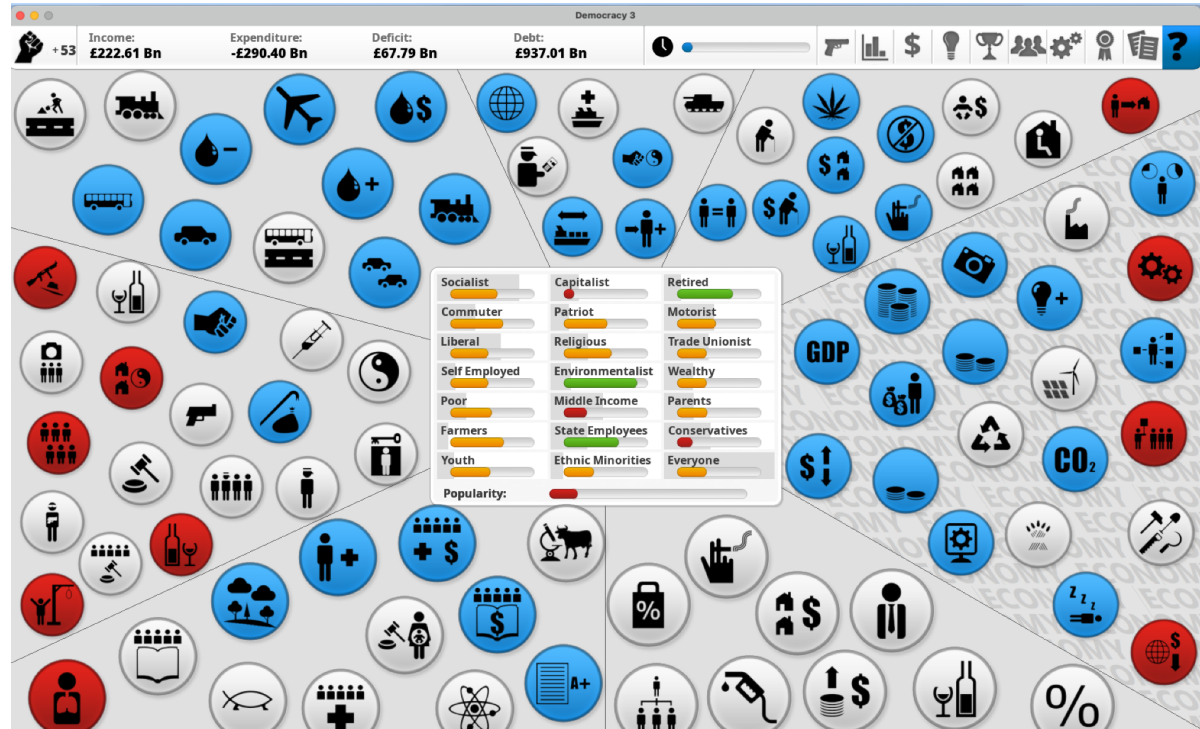 Democracy 3
+53
Income: Expenditure: Deficit: Debt:
£222.61 Bn -£290.40 Bn £67.79 Bn £937.01 Bn
?
Socialist Capitalist Retired
Commuter Patriot Motorist
Liberal Religious Trade Unionist
Self Employed Environmentalist Wealthy
Poor Middle Income Parents
Farmers State Employees Conservatives
Youth Ethnic Minorities Everyone
Popularity:
GDP
CO₂
A+
%
%
$
z z z
ECONOMY